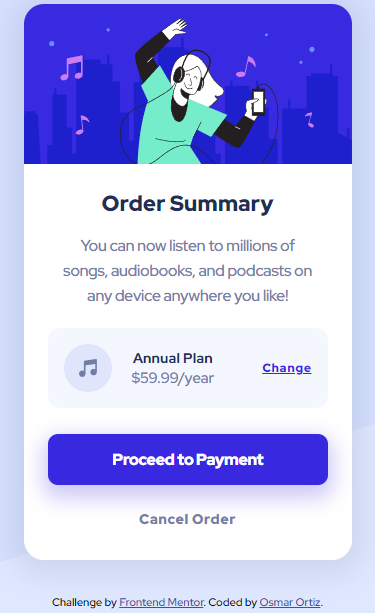 Order Summary
You can now listen to millions of
songs, audiobooks, and podcasts on
any device anywhere you like!
Annual Plan
$59.99/year
Change
Proceed to Payment
Cancel Order
Challenge by Frontend Mentor. Coded by Osmar Ortiz.